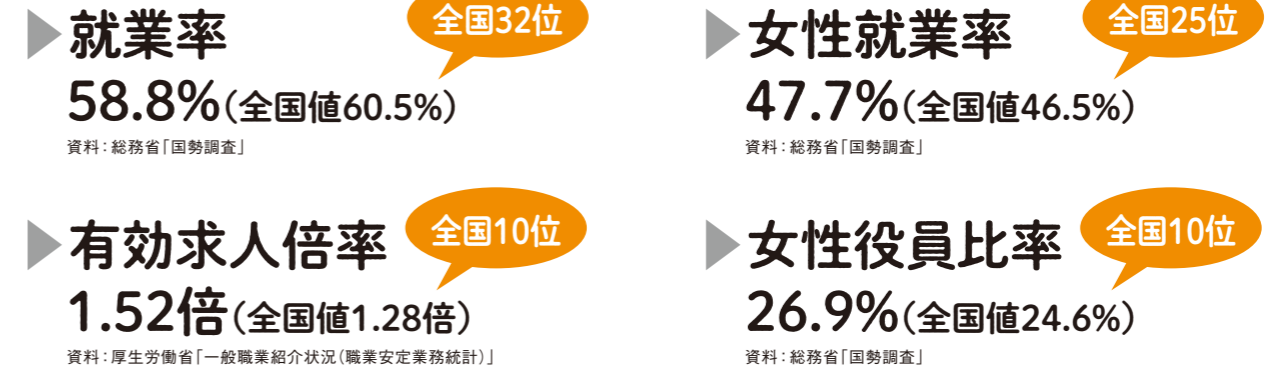 就業率
全国32位
58.8%(全国値60.5%)
資料:総務省「国勢調査」
女性就業率
全国25位
47.7%(全国値46.5%)
資料:総務省「国勢調査」
有効求人倍率
全国10位
1.52倍(全国値1.28倍)
資料:厚生労働省「一般職業紹介状況(職業安定業務統計)」
女性役員比率
全国10位
26.9%(全国値24.6%)
資料:総務省「国勢調査」